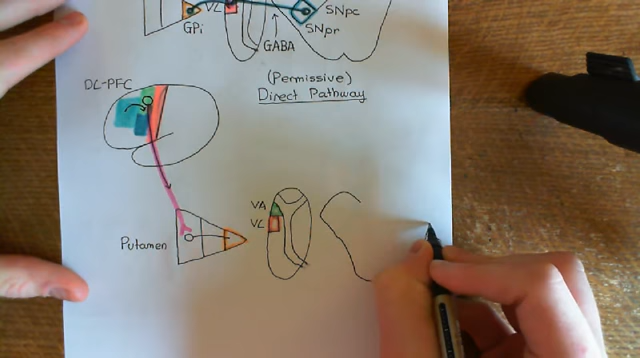 VL
GPi
SNpc
SNpr
GABA
(Permissive)
Direct Pathway
DL-PFC
VA
VL
Putamen